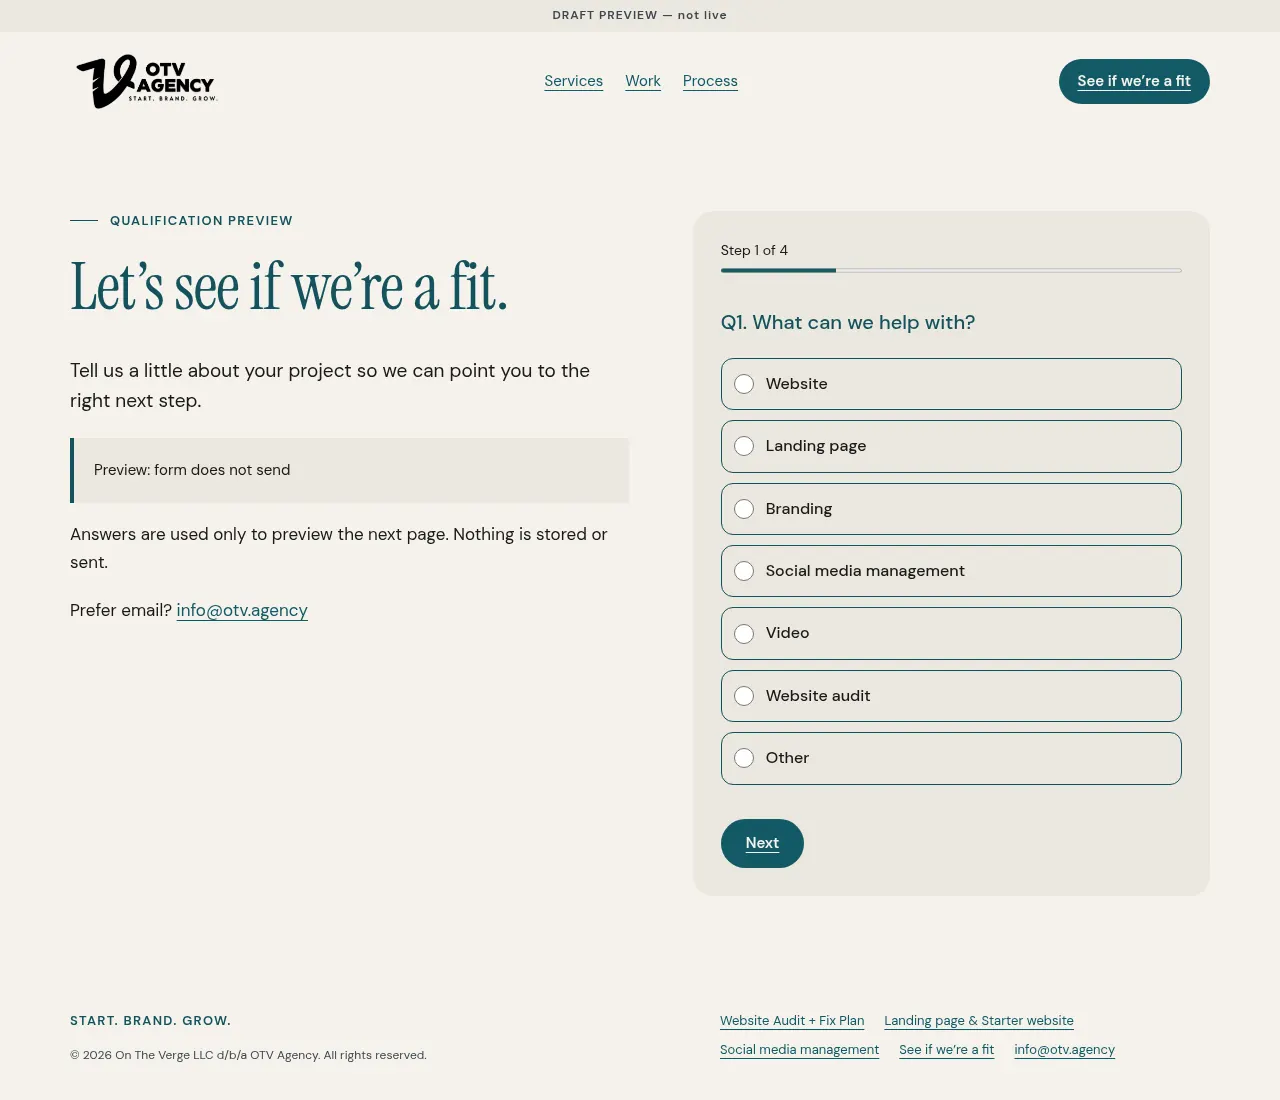 DRAFT PREVIEW — not live
OTV
AGENCY
START. BRAND. GROW.
Services Work Process
See if we’re a fit
QUALIFICATION PREVIEW
Let’s see if we’re a fit.
Tell us a little about your project so we can point you to the
right next step.
Preview: form does not send
Answers are used only to preview the next page. Nothing is stored or
sent.
Prefer email? info@otv.agency
Step 1 of 4
Q1. What can we help with?
Website
Landing page
Branding
Social media management
Video
Website audit
Other
Next
START. BRAND. GROW.
© 2026 On The Verge LLC d/b/a OTV Agency. All rights reserved.
Website Audit + Fix Plan Landing page & Starter website
Social media management See if we’re a fit info@otv.agency